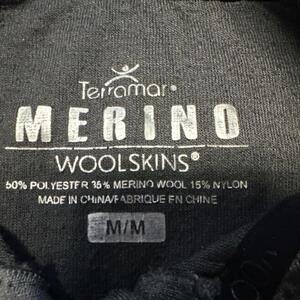 Terramar®
MERINO
WOOLSKINS®
50% POLYESTER 35% MERINO WOOL 15% NYLON
MADE IN CHINA/FABRIQUE EN CHINE
M/M